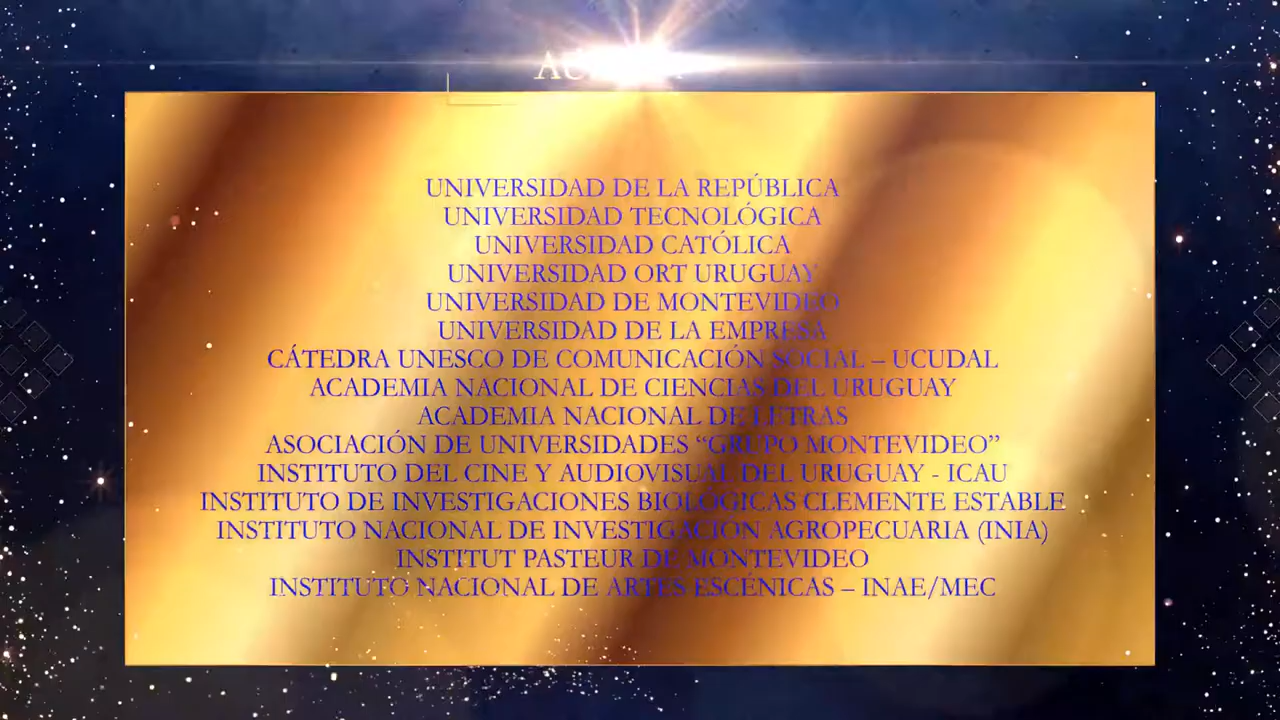 UNIVERSIDAD DE LA REPÚBLICA
UNIVERSIDAD TECNOLÓGICA
UNIVERSIDAD CATÓLICA
UNIVERSIDAD ORT URUGUAY
UNIVERSIDAD DE MONTEVIDEO
UNIVERSIDAD DE LA EMPRESA
CÁTEDRA UNESCO DE COMUNICACIÓN SOCIAL – UCUDAL
ACADEMIA NACIONAL DE CIENCIAS DEL URUGUAY
ACADEMIA NACIONAL DE LETRAS
ASOCIACIÓN DE UNIVERSIDADES “GRUPO MONTEVIDEO”
INSTITUTO DEL CINE Y AUDIOVISUAL DEL URUGUAY - ICAU
INSTITUTO DE INVESTIGACIONES BIOLÓGICAS CLEMENTE ESTABLE
INSTITUTO NACIONAL DE INVESTIGACIÓN AGROPECUARIA (INIA)
INSTITUT PASTEUR DE MONTEVIDEO
INSTITUTO NACIONAL DE ARTES ESCÉNICAS – INAE/MEC